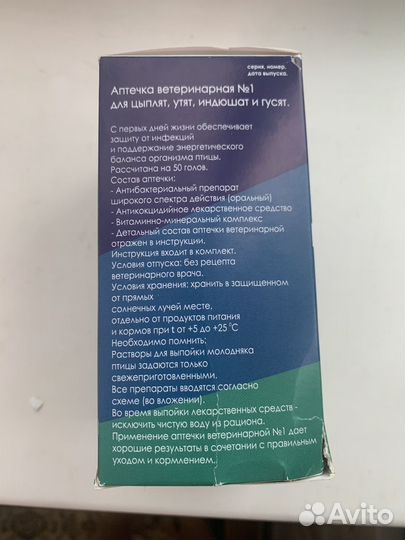 серия, номер,
дата выпуска.
Аптечка ветеринарная №1
для цыплят, утят, индюшат и гусят.
С первых дней жизни обеспечивает
защиту от инфекций
и поддержание энергетического
баланса организма птицы.
Рассчитана на 50 голов.
Состав аптечки:
- Антибактериальный препарат
широкого спектра действия (оральный)
- Антикокцидийное лекарственное средство
- Витаминно-минеральный комплекс
- Детальный состав аптечки ветеринарной
отражен в инструкции.
Инструкция входит в комплект.
Условия отпуска: без рецепта
ветеринарного врача.
Условия хранения: хранить в защищенном
от прямых
солнечных лучей месте.
отдельно от продуктов питания
и кормов при t от +5 до +25°C
Необходимо помнить;
Растворы для выпойки молодняка
птицы задаются только
свежеприготовленными.
Все препараты вводятся согласно
схеме (во вложении).
Во время выпойки лекарственных средств -
исключить чистую воду из рациона.
Применение аптечки ветеринарной №1 дает
хорошие результаты в сочетании с правильным
уходом и кормлением.
Avito